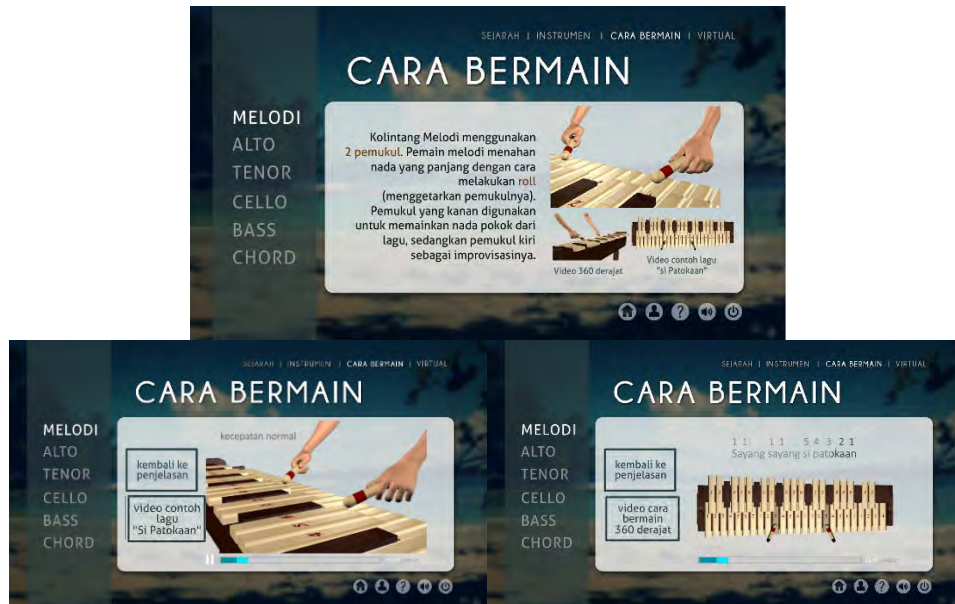 SEJARAH | INSTRUMEN | CARA BERMAIN | VIRTUAL
CARA BERMAIN
MELODI
ALTO
TENOR
CELLO
BASS
CHORD
Kolintang Melodi menggunakan
2 pemukul. Pemain melodi menahan
nada yang panjang dengan cara
melakukan roll
(menggetarkan pemukulnya).
Pemukul yang kanan digunakan
untuk memainkan nada pokok dari
lagu, sedangkan pemukul kiri
sebagai improvisasinya.
Video 360 derajat
Video contoh lagu
"si Patokaan"
SEJARAH | INSTRUMEN | CARA BERMAIN | VIRTUAL
CARA BERMAIN
MELODI
ALTO
TENOR
CELLO
BASS
CHORD
kecepatan normal
kembali ke
penjelasan
video contoh
lagu
"Si Patokaan"
SEJARAH | INSTRUMEN | CARA BERMAIN | VIRTUAL
CARA BERMAIN
MELODI
ALTO
TENOR
CELLO
BASS
CHORD
kembali ke
penjelasan
video cara
bermain
360 derajat
1 1 1 1 5 4 3 2 1
Sayang sayang si patokaan